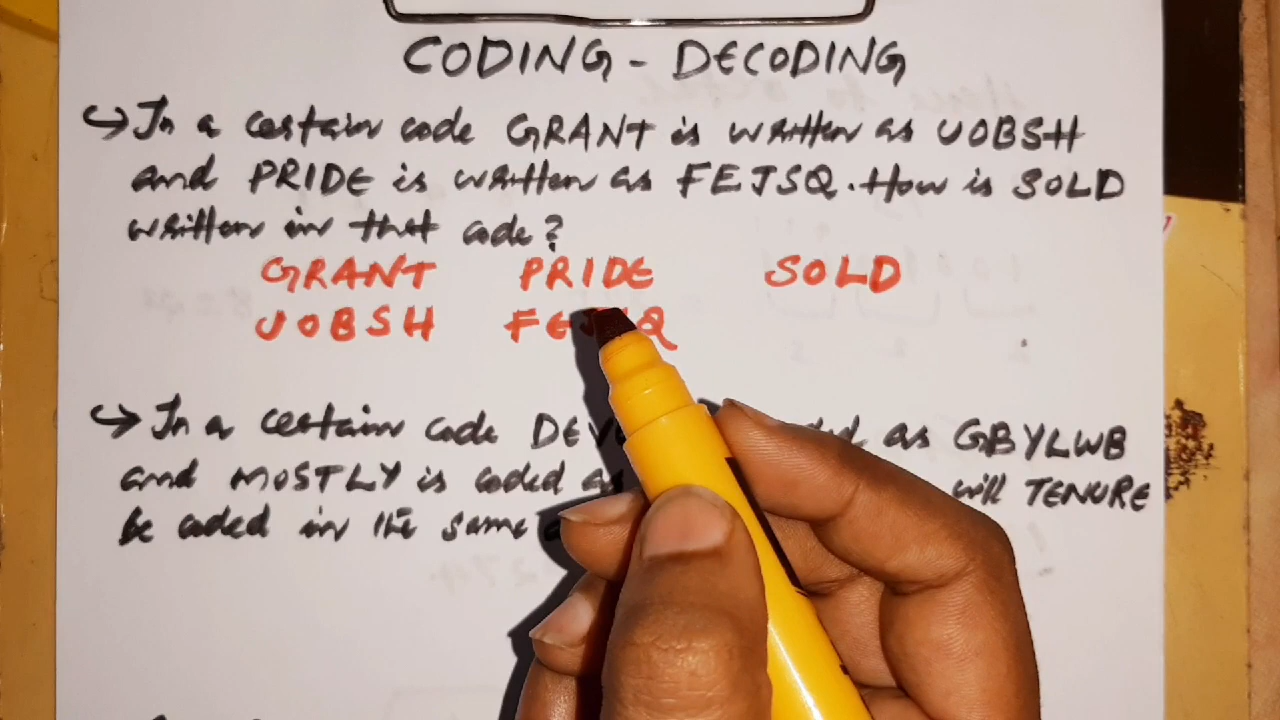 CODING - DECODING
↪ In a certain code GRANT is written as UOBSH
and PRIDE is written as FEJSQ. How is SOLD
written in that code?
GRANT PRIDE SOLD
UOBSH
↪ In a certain code as GBYLWB
and MOSTLY is coded as will TENURE
be coded in the same